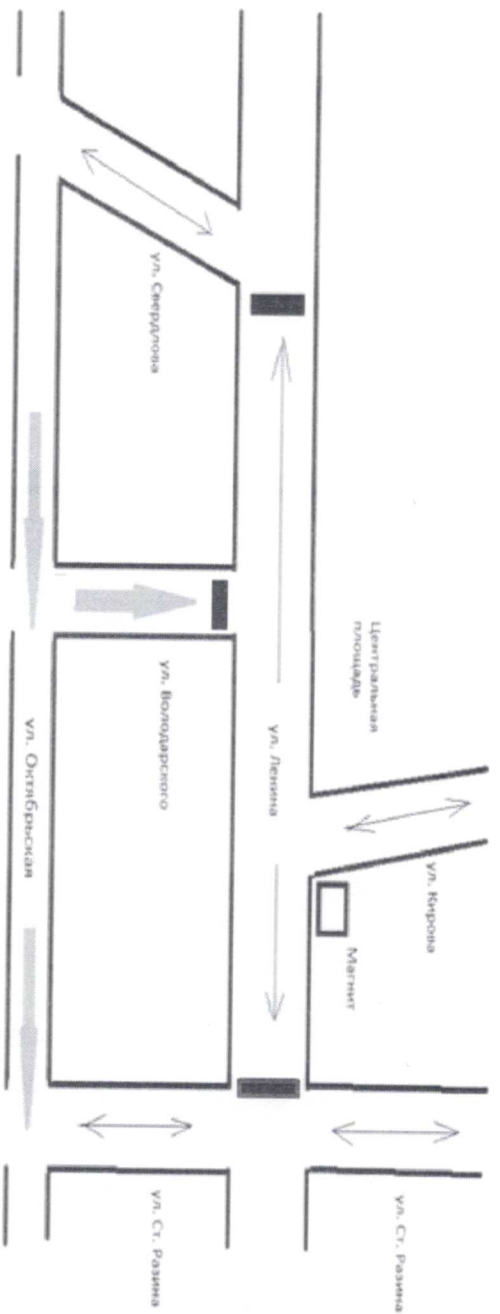 ул. Свердлова
Центральная
площадь
ул. Володарского
ул. Ленина
ул. Октябрьская
ул. Кирова
Магнит
ул. Ст. Разина
ул. Ст. Разина